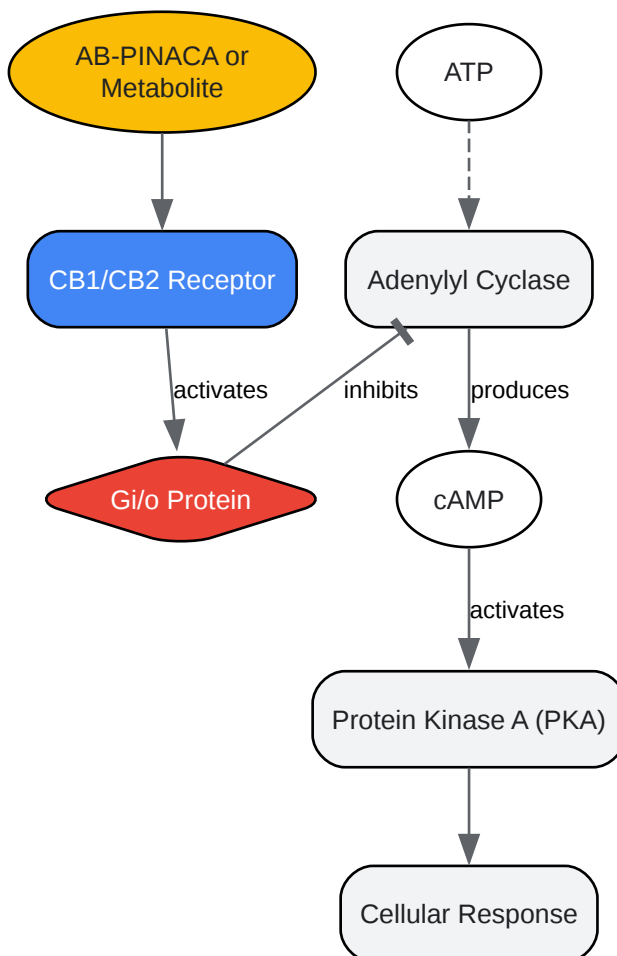 AB-PINACA or
Metabolite
ATP
CB1/CB2 Receptor
Adenylyl Cyclase
activates
inhibits
produces
Gi/o Protein
cAMP
activates
Protein Kinase A (PKA)
Cellular Response